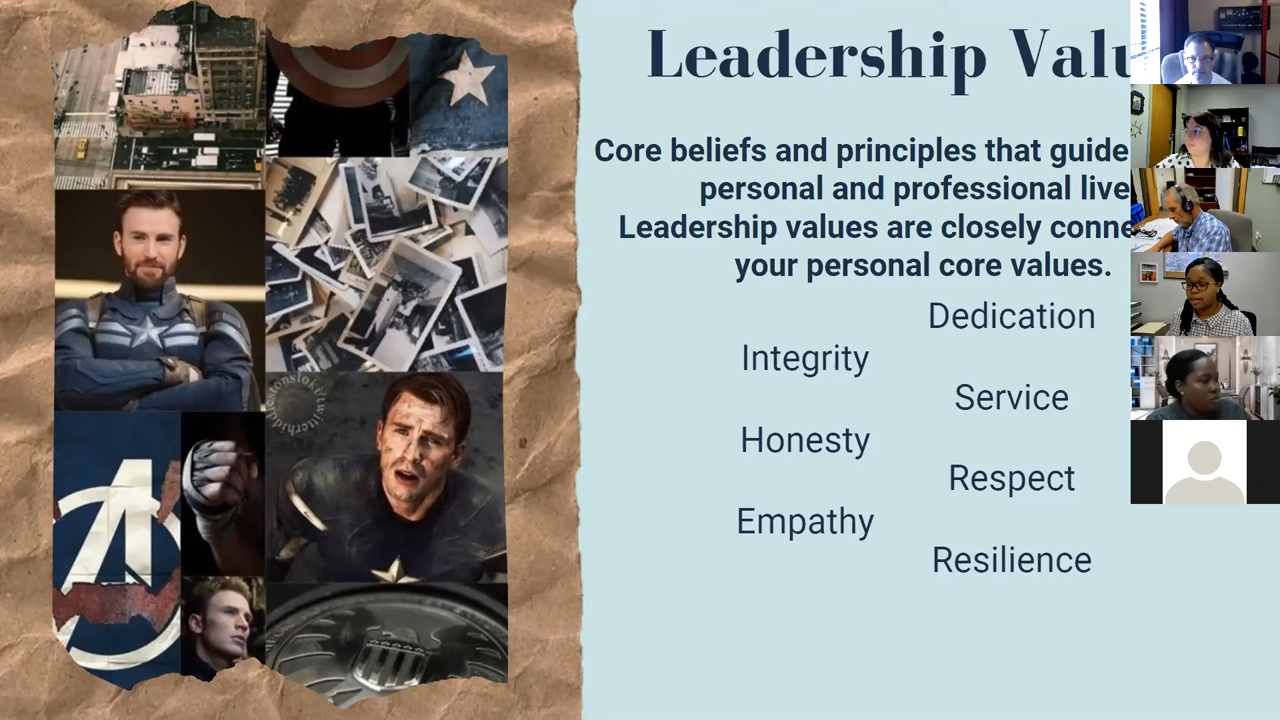 Leadership Valu
Core beliefs and principles that guide
personal and professional live
Leadership values are closely conne
your personal core values.
Dedication
Integrity
Service
Honesty
Respect
Empathy
Resilience